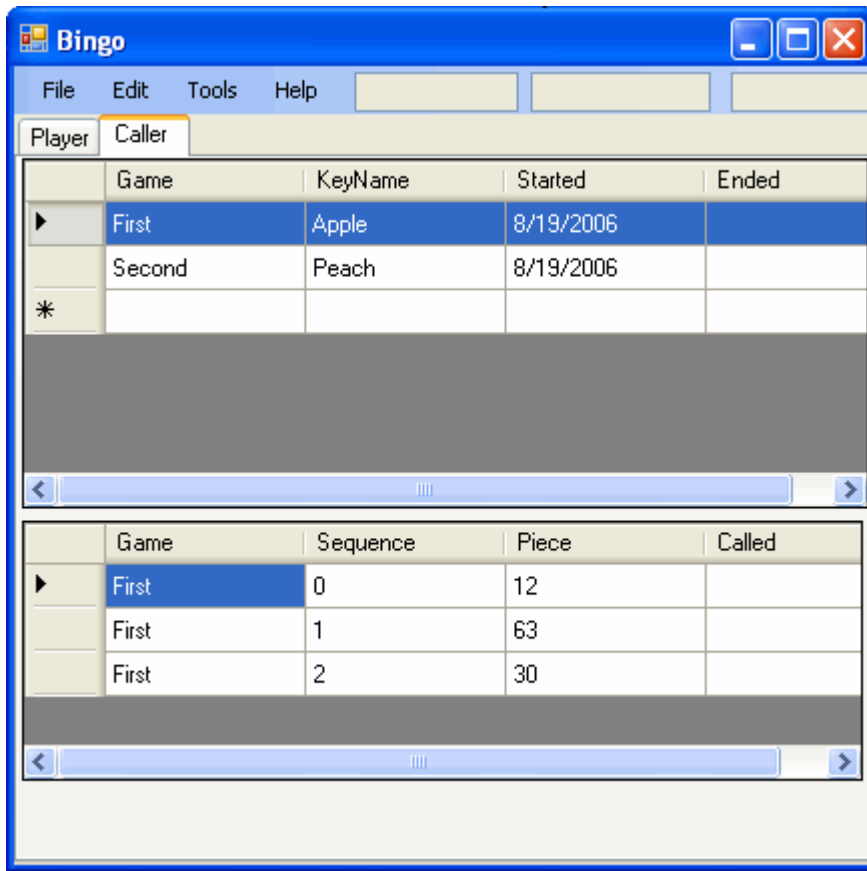 Bingo
File Edit Tools Help
Player Caller
Game KeyName Started Ended
First Apple 8/19/2006
Second Peach 8/19/2006
Game Sequence Piece Called
First 0 12
First 1 63
First 2 30